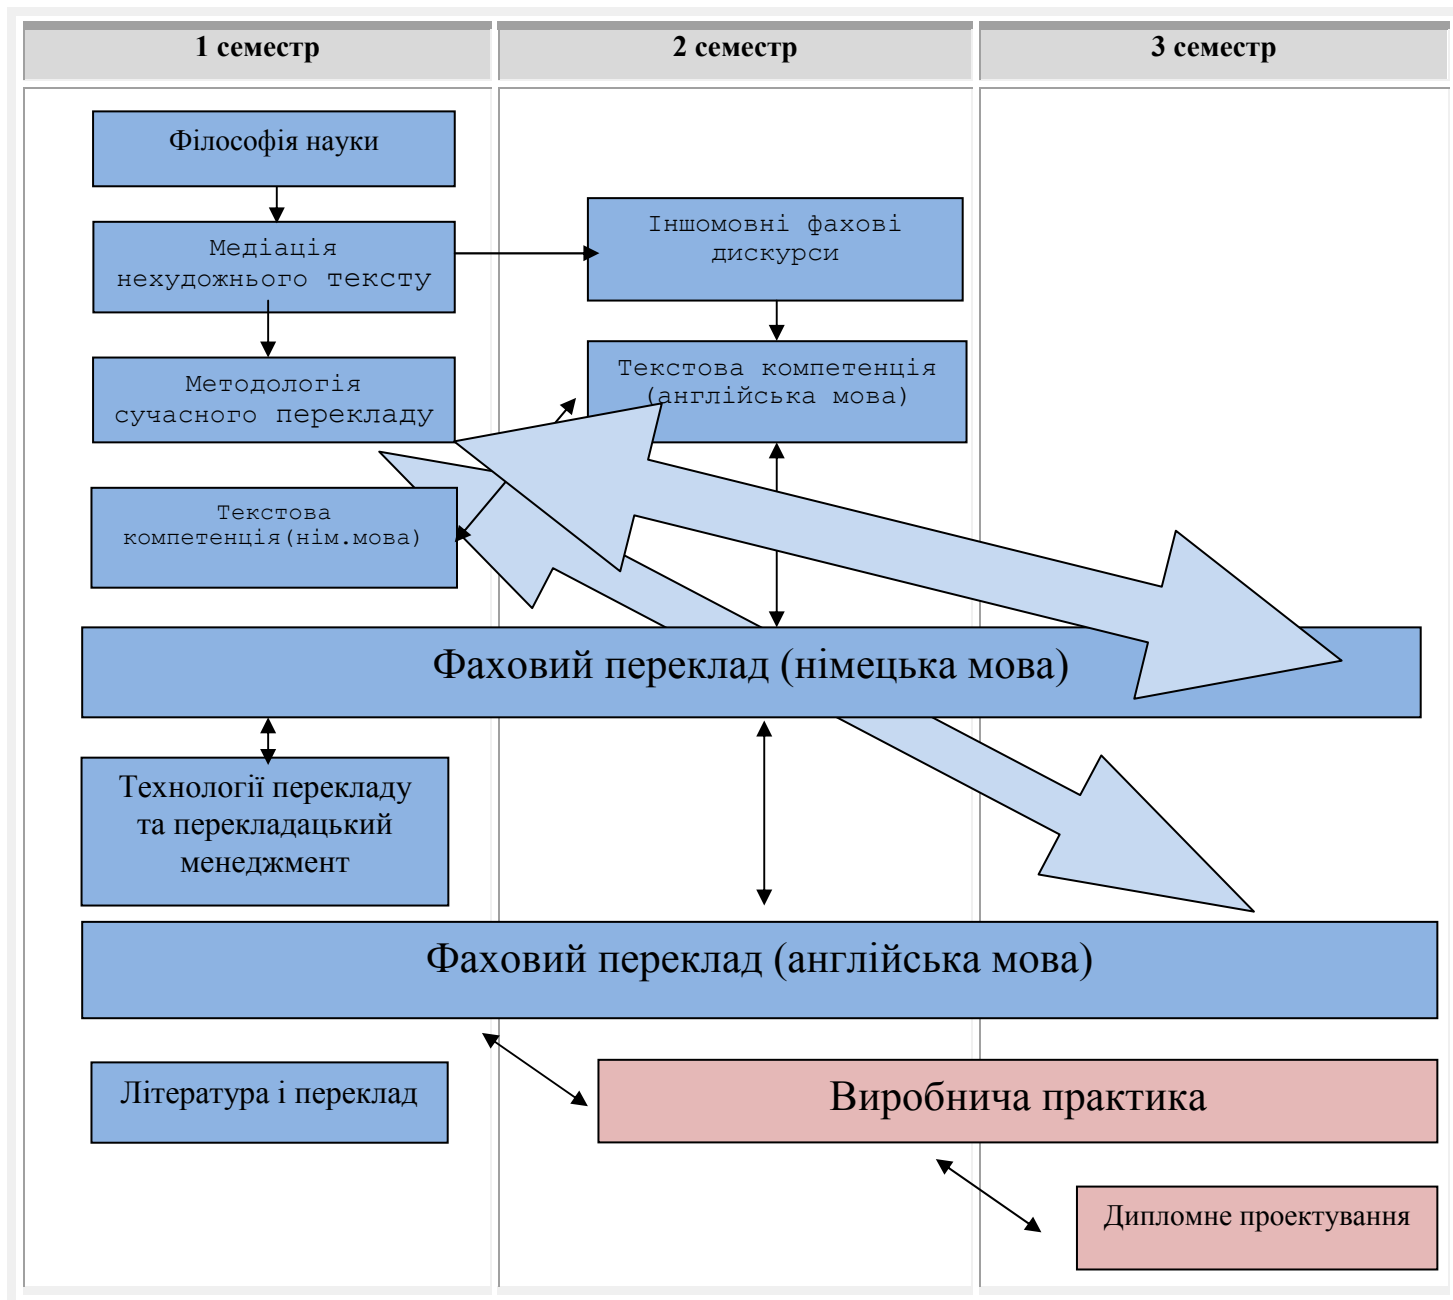 1 семестр
2 семестр
3 семестр
Філософія науки
Медіація
нехудожнього тексту
Іншомовні фахові
дискурси
Методологія
сучасного перекладу
Текстова компетенція
(англійська мова)
Текстова
компетенція(нім.мова)
Фаховий переклад (німецька мова)
Технології перекладу
та перекладацький
менеджмент
Фаховий переклад (англійська мова)
Література і переклад
Виробнича практика
Дипломне проектування